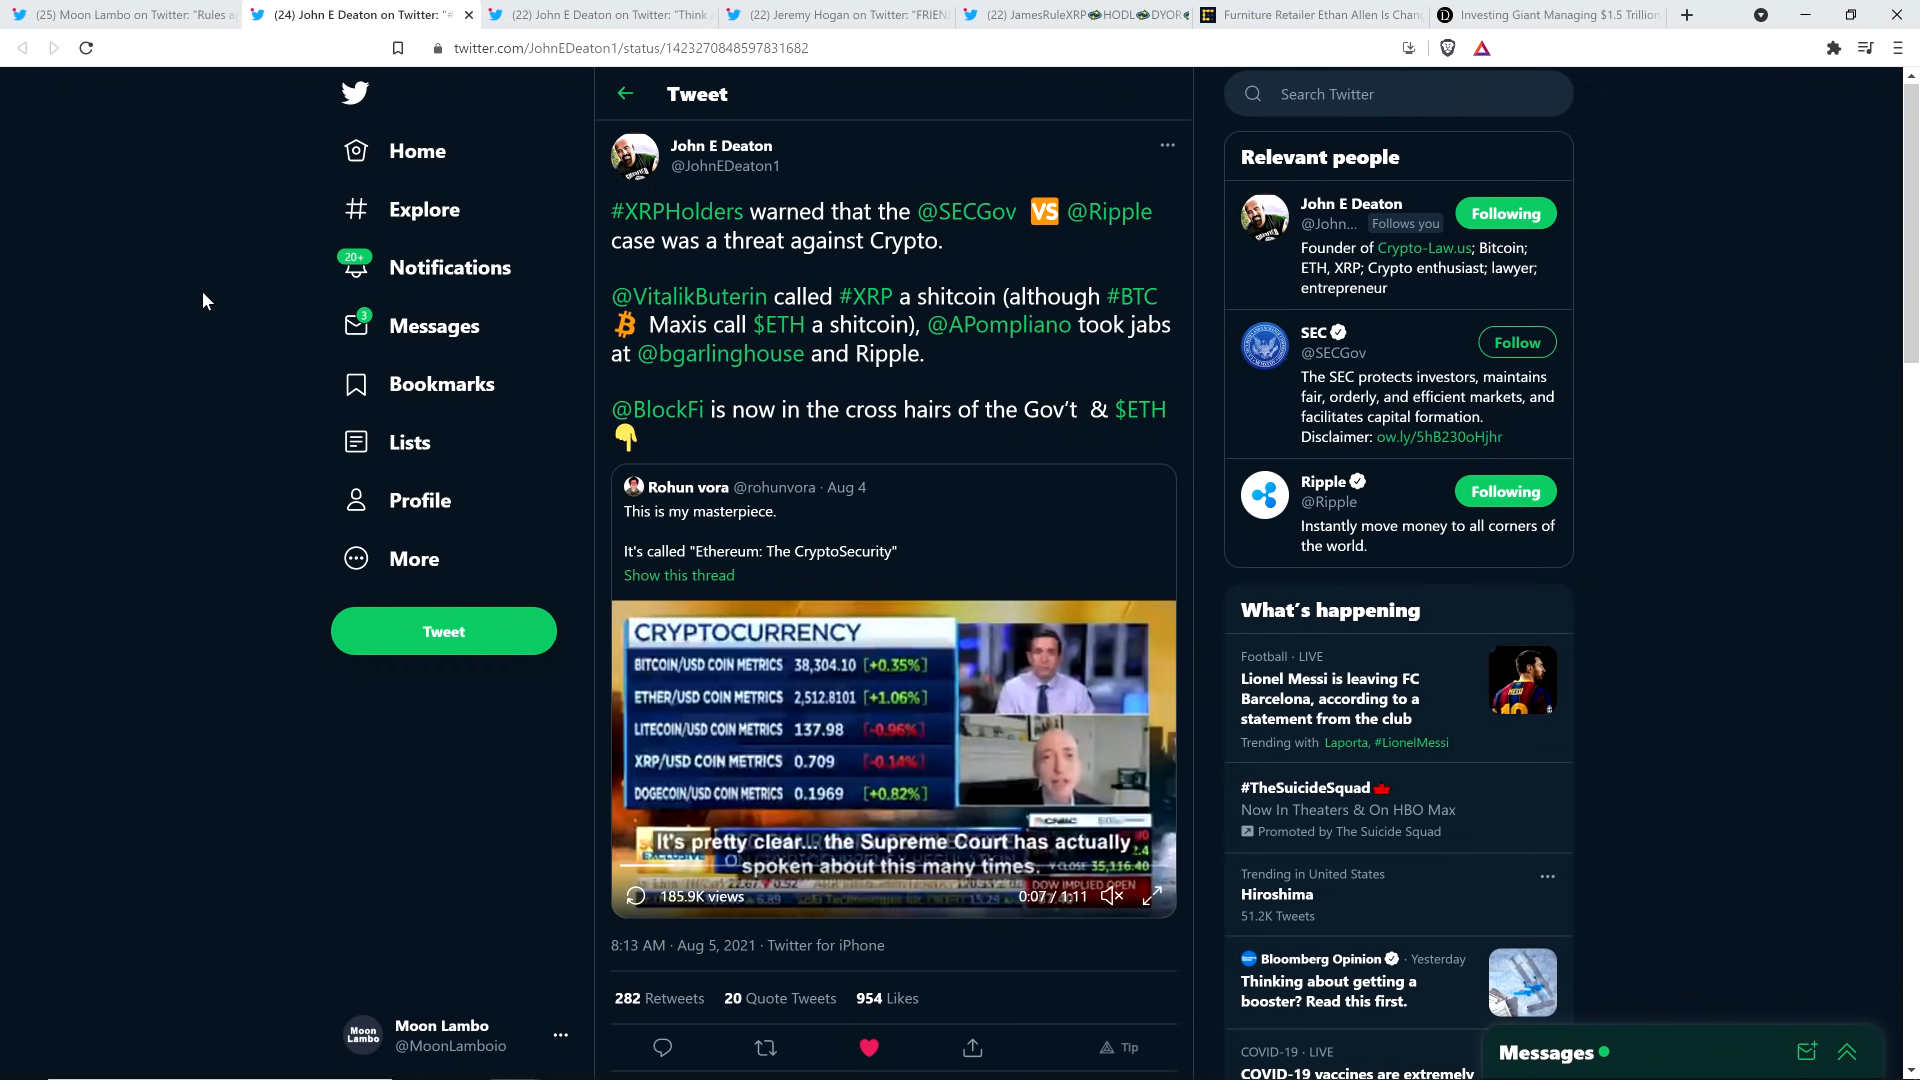 (25) Moon Lambo on Twitter: "Rules a
(24) John E Deaton on Twitter: "#
(22) John E Deaton on Twitter: "Think
(22) Jeremy Hogan on Twitter: "FRIEN
(22) JamesRuleXRP HODL DYOR
Furniture Retailer Ethan Allen Is Chan
Investing Giant Managing $1.5 Trillion
twitter.com/JohnEDeaton1/status/1423270848597831682
Home
Explore
20+
Notifications
3
Messages
Bookmarks
Lists
Profile
More
Tweet
Moon Lambo
Moon Lambo
@MoonLamboio
Tweet
John E Deaton
@JohnEDeaton1
#XRPHolders warned that the @SECGov 🆚 @Ripple
case was a threat against Crypto.
@VitalikButerin called #XRP a shitcoin (although #BTC
Maxis call $ETH a shitcoin), @APompliano took jabs
at @bgarlinghouse and Ripple.
@BlockFi is now in the cross hairs of the Gov't & $ETH
👇
Rohun vora @rohunvora · Aug 4
This is my masterpiece.
It's called "Ethereum: The CryptoSecurity"
Show this thread
CRYPTOCURRENCY
BITCOIN/USD COIN METRICS 38,304.10 [+0.35%]
ETHER/USD COIN METRICS 2,512.8101 [+1.06%]
LITECOIN/USD COIN METRICS 137.98 [-0.96%]
XRP/USD COIN METRICS 0.709 [-0.14%]
DOGECOIN/USD COIN METRICS 0.1969 [+0.82%]
It's pretty clear... the Supreme Court has actually
spoken about this many times.
35,116.40
DOW IMPLIED OPEN
185.9K views
0:07 / 1:11
8:13 AM · Aug 5, 2021 · Twitter for iPhone
282 Retweets 20 Quote Tweets 954 Likes
Tip
Search Twitter
Relevant people
John E Deaton
@John... Follows you
Following
Founder of Crypto-Law.us; Bitcoin;
ETH, XRP; Crypto enthusiast; lawyer;
entrepreneur
SEC
@SECGov
Follow
The SEC protects investors, maintains
fair, orderly, and efficient markets, and
facilitates capital formation.
Disclaimer: ow.ly/5hB230oHjhr
Ripple
@Ripple
Following
Instantly move money to all corners of
the world.
What's happening
Football · LIVE
Lionel Messi is leaving FC
Barcelona, according to a
statement from the club
Trending with Laporta, #LionelMessi
#TheSuicideSquad
Now In Theaters & On HBO Max
Promoted by The Suicide Squad
Trending in United States
Hiroshima
51.2K Tweets
Bloomberg Opinion · Yesterday
Thinking about getting a
booster? Read this first.
COVID-19 · LIVE
COVID-19 vaccines are extremely
Messages